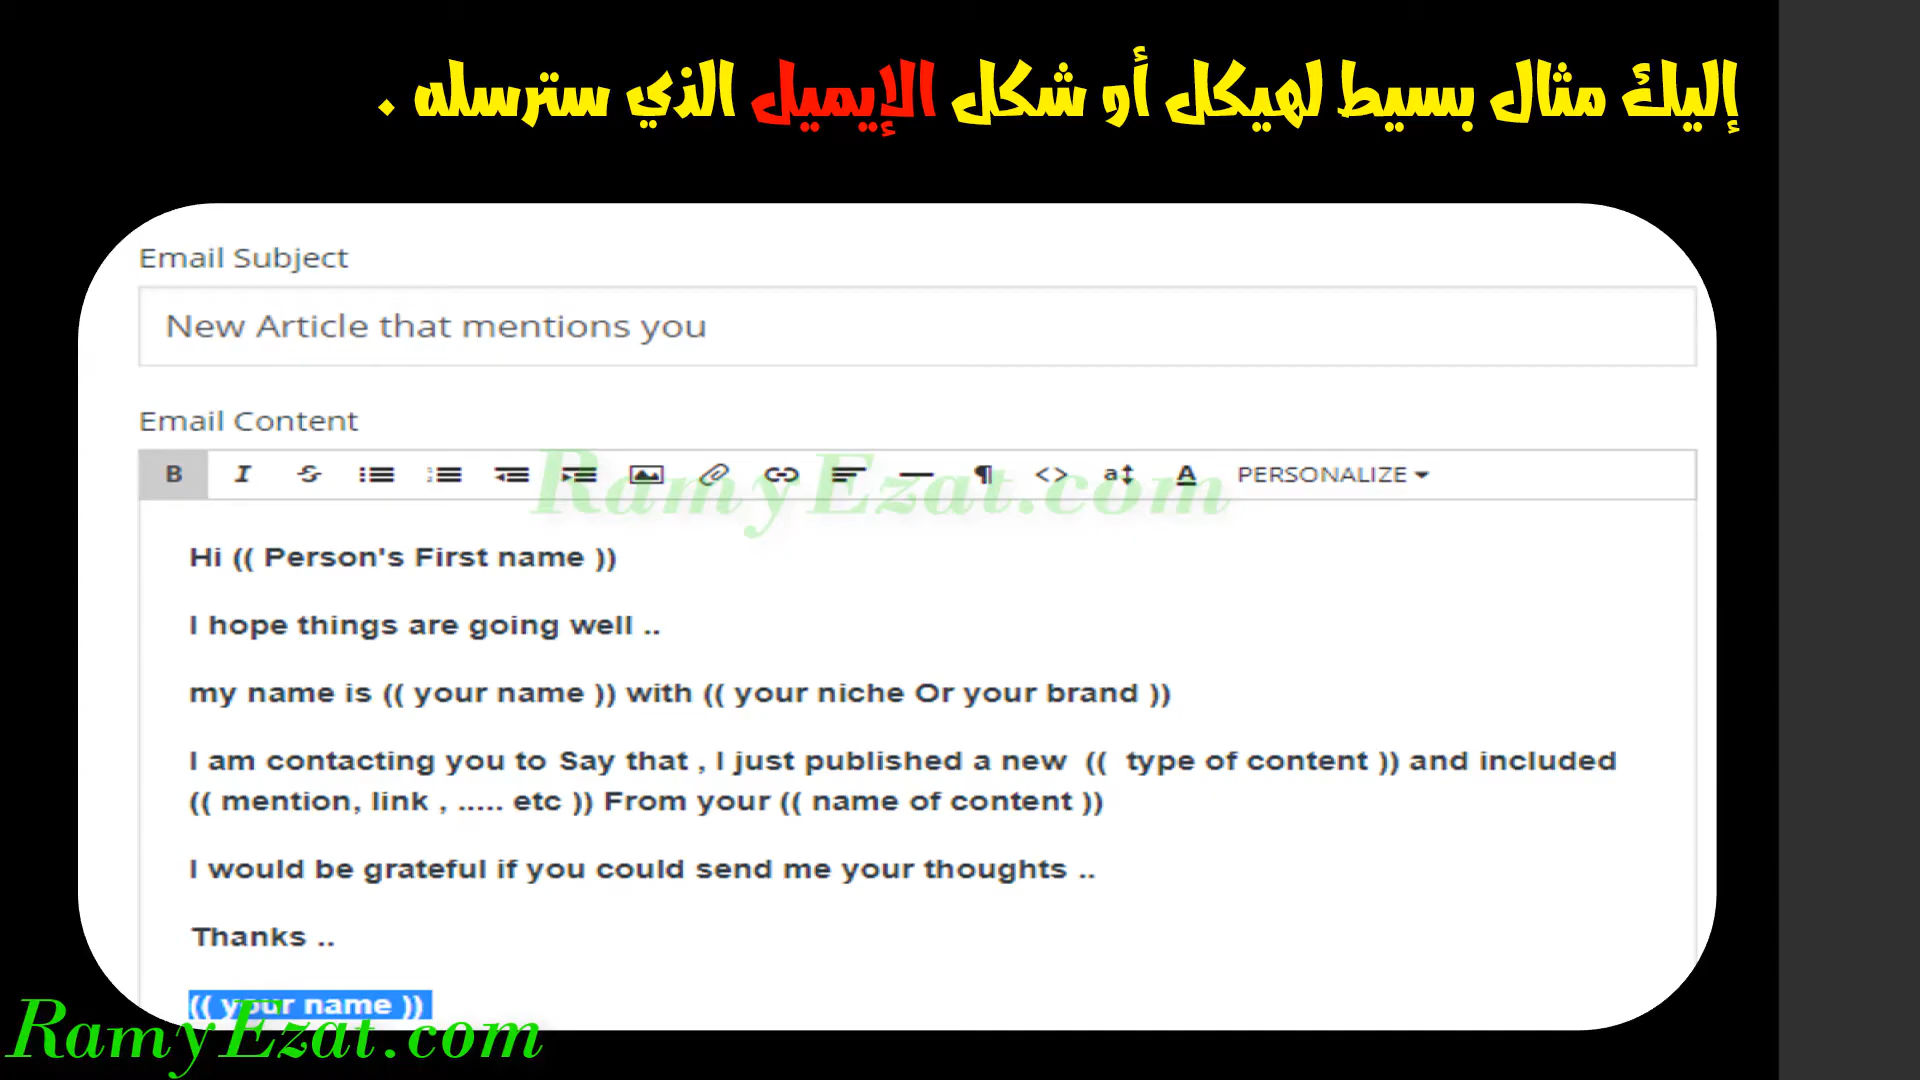 إليك مثال بسيط لهيكل أو شكل الإيميل الذي سترسله .
Email Subject
New Article that mentions you
Email Content
B I S PERSONALIZE
RamyEzat.com
Hi (( Person's First name ))
I hope things are going well ..
my name is (( your name )) with (( your niche Or your brand ))
I am contacting you to Say that , I just published a new (( type of content )) and included
(( mention, link , ..... etc )) From your (( name of content ))
I would be grateful if you could send me your thoughts ..
Thanks ..
(( your name ))
RamyEzat.com